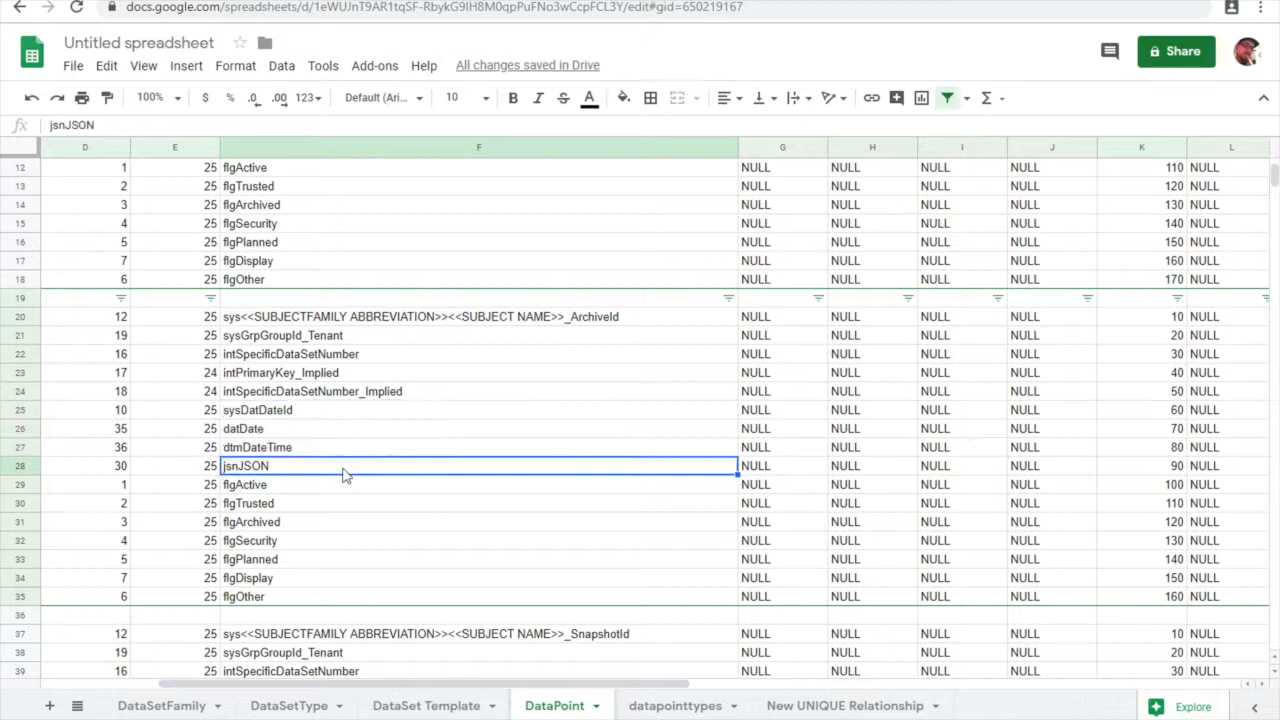 docs.google.com/spreadsheets/d/1eWUJnT9AR1tqSF-RbykG9IH8M0qpPuFNo3wCcpFCL3Y/edit#gid=650219167
Untitled spreadsheet
File Edit View Insert Format Data Tools Add-ons Help All changes saved in Drive
Share
100% $ % .0 .00 123 Default (Ari... 10 B I S A
fx jsnJSON
D E F G H I J K L
12 1 25 flgActive NULL NULL NULL NULL 110 NULL
13 2 25 flgTrusted NULL NULL NULL NULL 120 NULL
14 3 25 flgArchived NULL NULL NULL NULL 130 NULL
15 4 25 flgSecurity NULL NULL NULL NULL 140 NULL
16 5 25 flgPlanned NULL NULL NULL NULL 150 NULL
17 7 25 flgDisplay NULL NULL NULL NULL 160 NULL
18 6 25 flgOther NULL NULL NULL NULL 170 NULL
19
20 12 25 sys<<SUBJECTFAMILY ABBREVIATION>><<SUBJECT NAME>>_ArchiveId NULL NULL NULL NULL 10 NULL
21 19 25 sysGrpGroupId_Tenant NULL NULL NULL NULL 20 NULL
22 16 25 intSpecificDataSetNumber NULL NULL NULL NULL 30 NULL
23 17 24 intPrimaryKey_Implied NULL NULL NULL NULL 40 NULL
24 18 24 intSpecificDataSetNumber_Implied NULL NULL NULL NULL 50 NULL
25 10 25 sysDatDateId NULL NULL NULL NULL 60 NULL
26 35 25 datDate NULL NULL NULL NULL 70 NULL
27 36 25 dtmDateTime NULL NULL NULL NULL 80 NULL
28 30 25 jsnJSON NULL NULL NULL NULL 90 NULL
29 1 25 flgActive NULL NULL NULL NULL 100 NULL
30 2 25 flgTrusted NULL NULL NULL NULL 110 NULL
31 3 25 flgArchived NULL NULL NULL NULL 120 NULL
32 4 25 flgSecurity NULL NULL NULL NULL 130 NULL
33 5 25 flgPlanned NULL NULL NULL NULL 140 NULL
34 7 25 flgDisplay NULL NULL NULL NULL 150 NULL
35 6 25 flgOther NULL NULL NULL NULL 160 NULL
36
37 12 25 sys<<SUBJECTFAMILY ABBREVIATION>><<SUBJECT NAME>>_SnapshotId NULL NULL NULL NULL 10 NULL
38 19 25 sysGrpGroupId_Tenant NULL NULL NULL NULL 20 NULL
39 16 25 intSpecificDataSetNumber NULL NULL NULL NULL 30 NULL
DataSetFamily DataSetType DataSet Template DataPoint datapointtypes New UNIQUE Relationship Explore